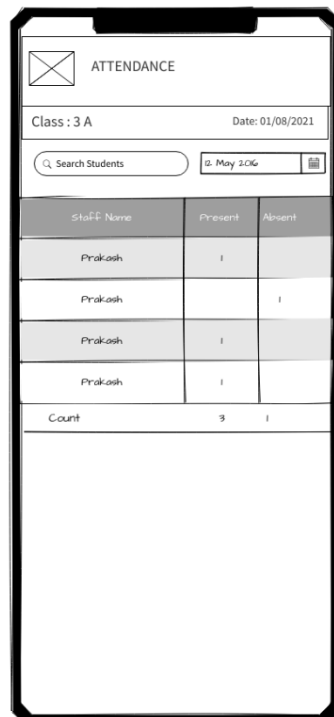 ATTENDANCE
Class : 3 A Date: 01/08/2021
Search Students 12 May 2016
Staff Name Present Absent
Prakash 1
Prakash 1
Prakash 1
Prakash 1
Count 3 1